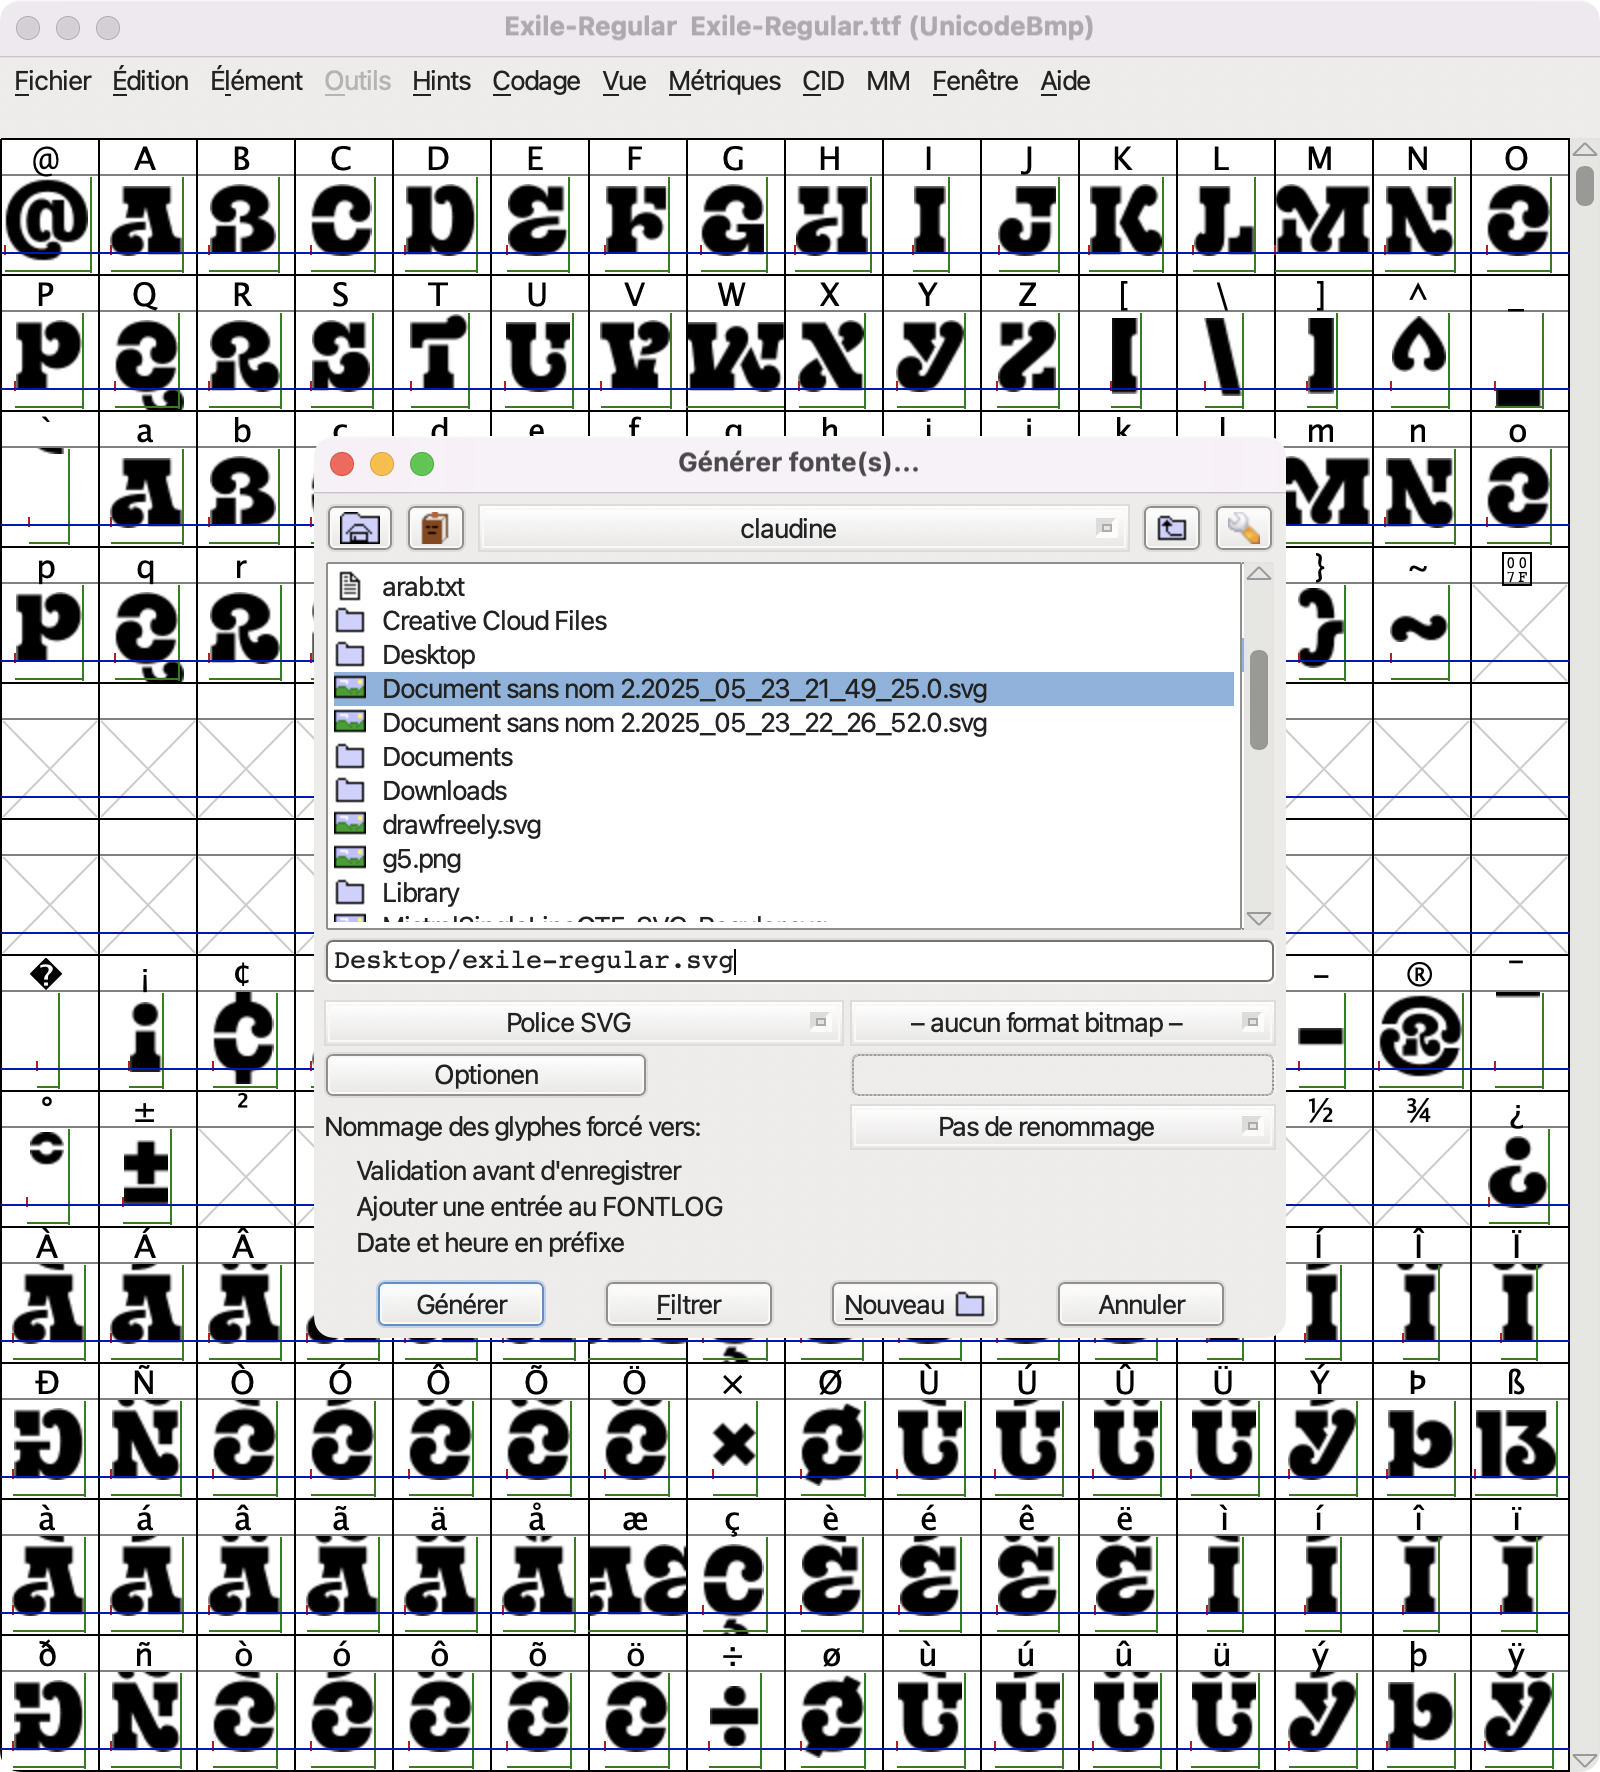 Exile-Regular  Exile-Regular.ttf (UnicodeBmp)
Fichier Édition Élément Outils Hints Codage Vue Métriques CID MM Fenêtre Aide
@ A B C D E F G H I J K L M N O
@ A B C D E F G H I J K L M N O
P Q R S T U V W X Y Z [ \ ] ^ _
P Q R S T U V W X Y Z [ \ ] ^ _
` a b c d e f g h i j k l m n o
A B M N O
p q r } ~ 007F
P Q R } ~
Générer fonte(s)...
claudine
arab.txt
Creative Cloud Files
Desktop
Document sans nom 2.2025_05_23_21_49_25.0.svg
Document sans nom 2.2025_05_23_22_26_52.0.svg
Documents
Downloads
drawfreely.svg
g5.png
Library
Desktop/exile-regular.svg
Police SVG
– aucun format bitmap –
Optionen
Nommage des glyphes forcé vers:
Pas de renommage
Validation avant d'enregistrer
Ajouter une entrée au FONTLOG
Date et heure en préfixe
Générer Filtrer Nouveau Annuler
� ¡ ¢ – ® ¯
¡ ¢ - ®
° ± ² ½ ¾ ¿
° ± ¿
À Á Â Í Î Ï
À Á Â Í Î Ï
Ð Ñ Ò Ó Ô Õ Ö × Ø Ù Ú Û Ü Ý Þ ß
Ð Ñ Ò Ó Ô Õ Ö × Ø Ù Ú Û Ü Ý Þ ß
à á â ã ä å æ ç è é ê ë ì í î ï
à á â ã ä å æ ç è é ê ë ì í î ï
ð ñ ò ó ô õ ö ÷ ø ù ú û ü ý þ ÿ
ð ñ ò ó ô õ ö ÷ ø ù ú û ü ý þ ÿ